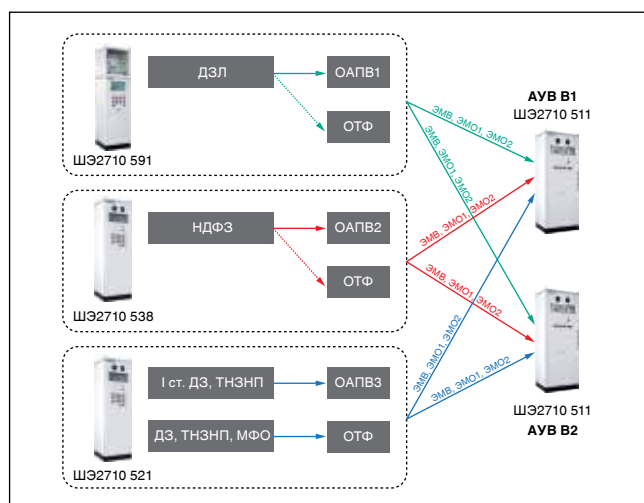 ДЗЛ
ОАПВ1
ОТФ
ШЭ2710 591
НДФЗ
ОАПВ2
ОТФ
ШЭ2710 538
I ст. ДЗ, ТНЗНП
ОАПВ3
ДЗ, ТНЗНП, МФО
ОТФ
ШЭ2710 521
ЭМВ, ЭМО1, ЭМО2
ЭМВ, ЭМО1, ЭМО2
ЭМВ, ЭМО1, ЭМО2
ЭМВ, ЭМО1, ЭМО2
ЭМВ, ЭМО1, ЭМО2
ЭМВ, ЭМО1, ЭМО2
АУВ В1
ШЭ2710 511
ШЭ2710 511
АУВ В2